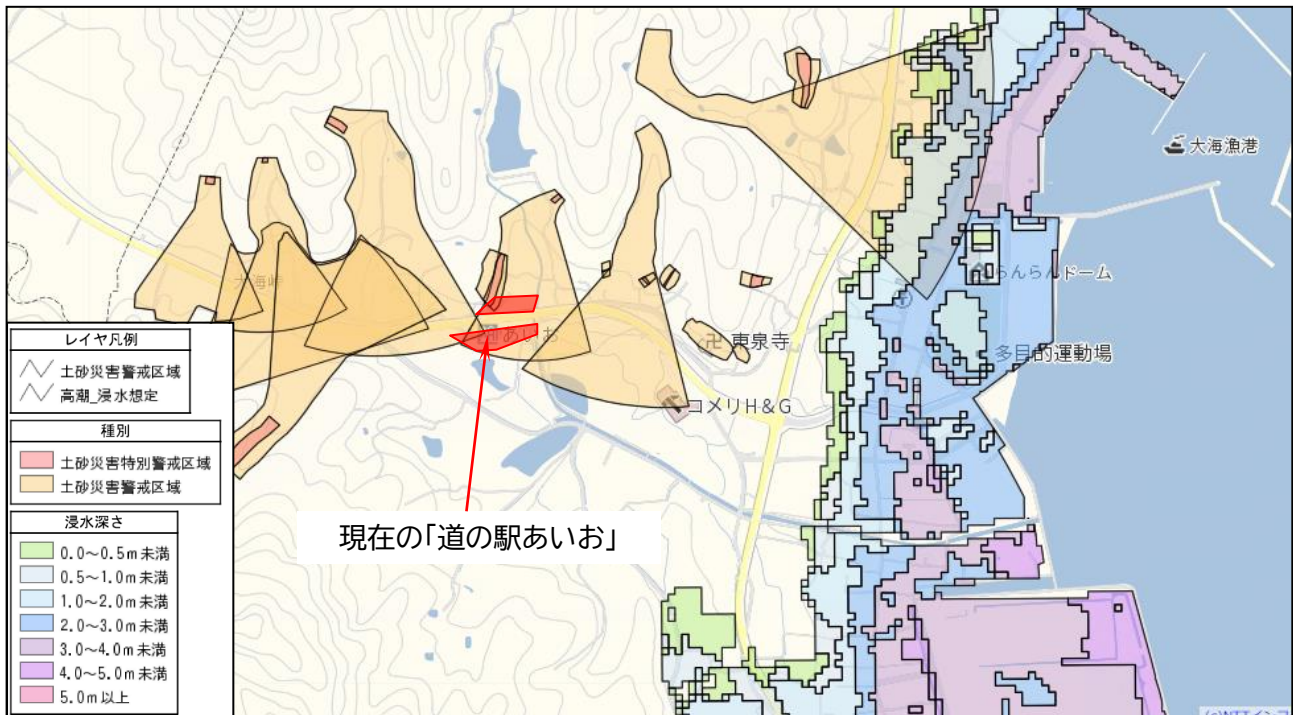 大海漁港
らんらんドーム
大海峠
あいお
東泉寺
多目的運動場
コメリH&G
レイヤ凡例
土砂災害警戒区域
高潮_浸水想定
種別
土砂災害特別警戒区域
土砂災害警戒区域
浸水深さ
0.0～0.5m未満
0.5～1.0m未満
1.0～2.0m未満
2.0～3.0m未満
3.0～4.0m未満
4.0～5.0m未満
5.0m以上
現在の「道の駅あいお」